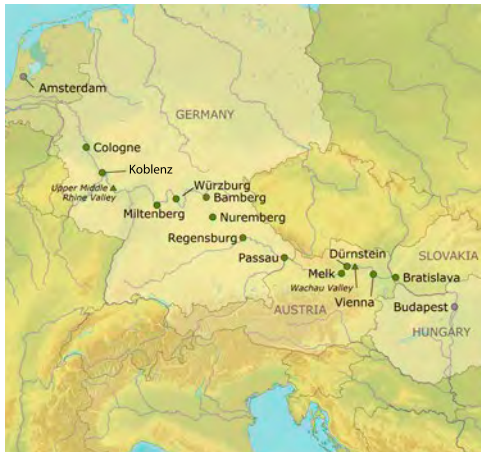 Amsterdam
GERMANY
Cologne
Koblenz
Upper Middle
Rhine Valley
Würzburg
Bamberg
Miltenberg
Nuremberg
Regensburg
Passau
Dürnstein
SLOVAKIA
Melk
Bratislava
Wachau Valley
Vienna
AUSTRIA
Budapest
HUNGARY